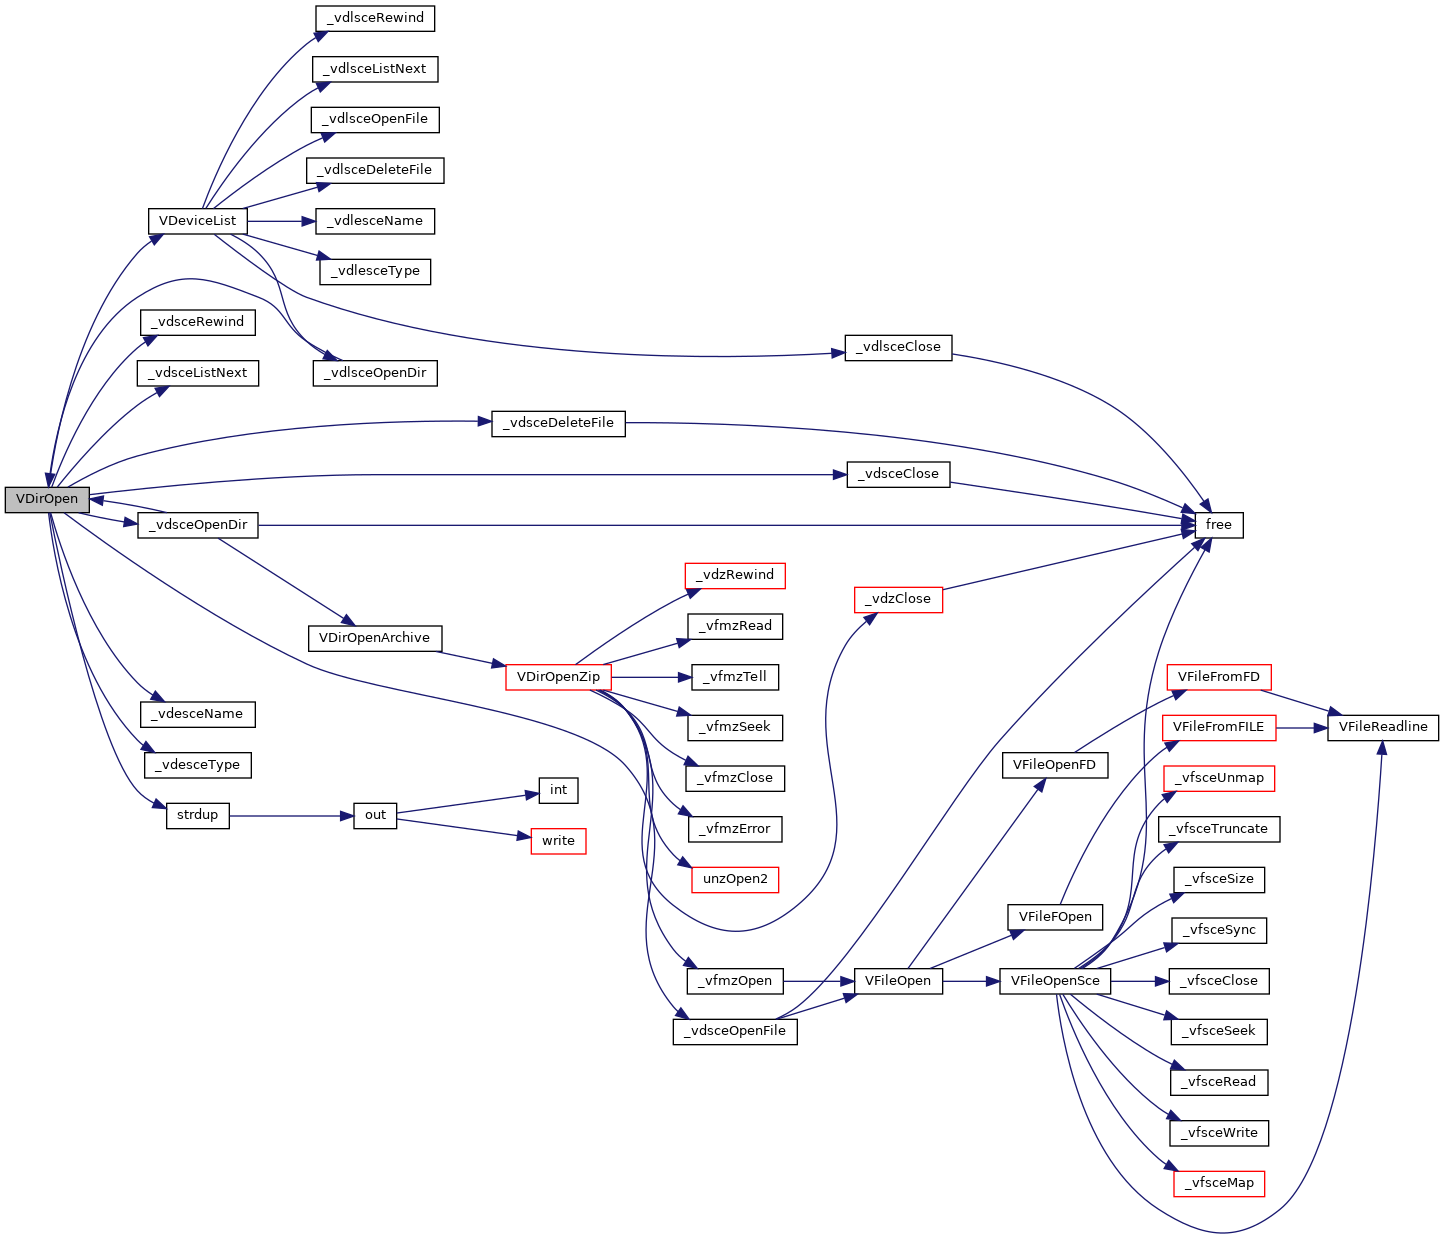 _vdlsceRewind
_vdlsceListNext
_vdlsceOpenFile
_vdlsceDeleteFile
VDeviceList
_vdlesceName
_vdlesceType
_vdsceRewind
_vdlsceClose
_vdsceListNext
_vdlsceOpenDir
_vdsceDeleteFile
_vdsceClose
VDirOpen
_vdsceOpenDir
free
_vdzRewind
_vdzClose
_vfmzRead
VDirOpenArchive
VDirOpenZip
_vfmzTell
VFileFromFD
_vdesceName
_vfmzSeek
VFileFromFILE
VFileReadline
_vdesceType
VFileOpenFD
_vfmzClose
_vfsceUnmap
int
strdup
out
_vfmzError
_vfsceTruncate
write
unzOpen2
_vfsceSize
VFileFOpen
_vfsceSync
_vfmzOpen
VFileOpen
VFileOpenSce
_vfsceClose
_vdsceOpenFile
_vfsceSeek
_vfsceRead
_vfsceWrite
_vfsceMap